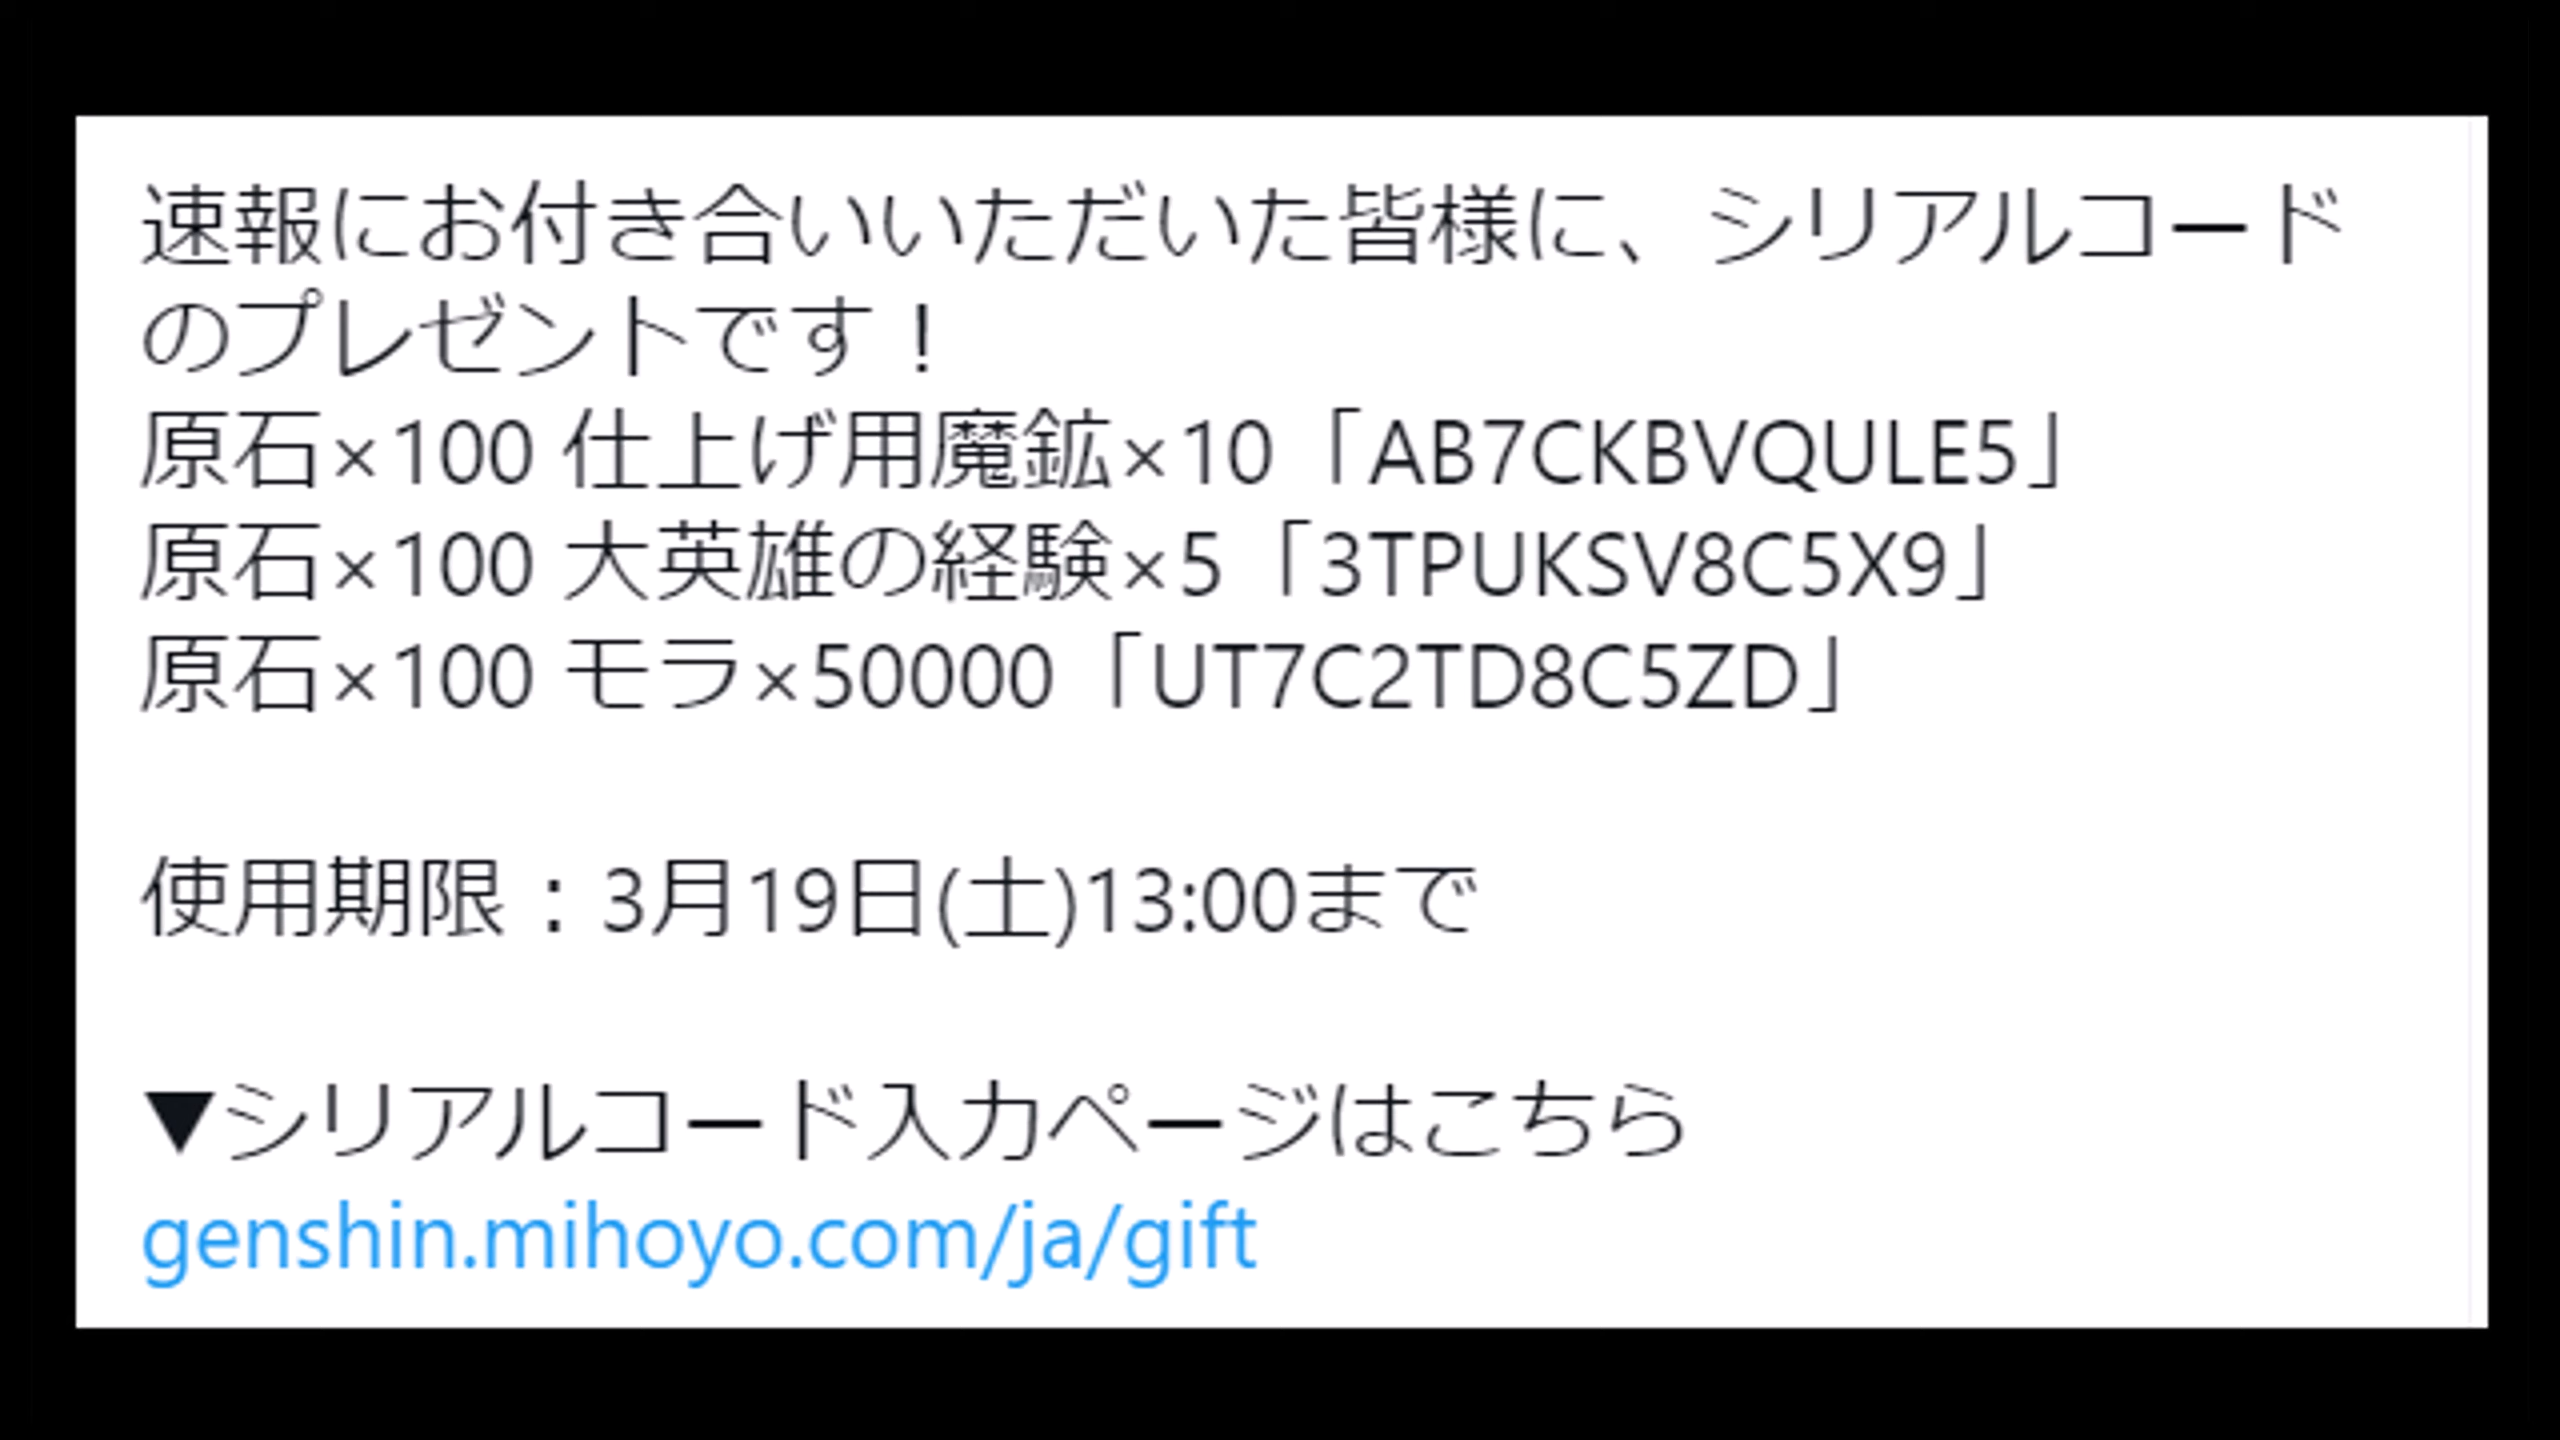 速報にお付き合いいただいた皆様に、シリアルコード
のプレゼントです！
原石×100 仕上げ用魔鉱×10「AB7CKBVQULE5」
原石×100 大英雄の経験×5「3TPUKSV8C5X9」
原石×100 モラ×50000「UT7C2TD8C5ZD」
使用期限：3月19日(土)13:00まで
▼シリアルコード入力ページはこちら
genshin.mihoyo.com/ja/gift